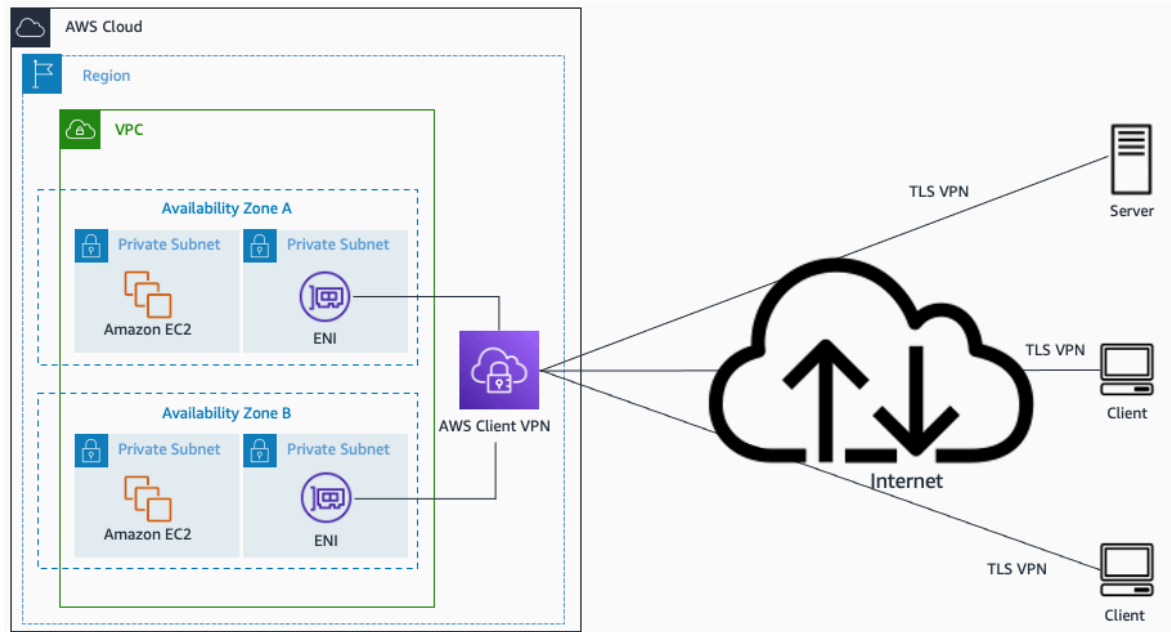 AWS Cloud
Region
VPC
Availability Zone A
Private Subnet
Private Subnet
Amazon EC2
ENI
Availability Zone B
Private Subnet
Private Subnet
Amazon EC2
ENI
AWS Client VPN
TLS VPN
Server
TLS VPN
Client
Internet
TLS VPN
Client